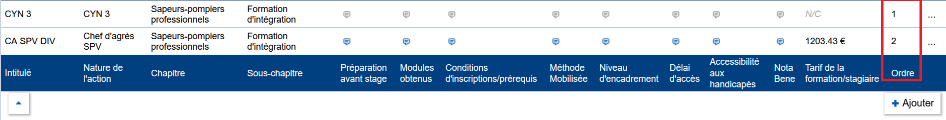 CYN 3 CYN 3 Sapeurs-pompiers professionnels Formation d'intégration N/C 1 ...
CA SPV DIV Chef d'agrès SPV Sapeurs-pompiers professionnels Formation d'intégration 1203.43 € 2 ...
Intitulé Nature de l'action Chapitre Sous-chapitre Préparation avant stage Modules obtenus Conditions d'inscriptions/prérequis Méthode Mobilisée Niveau d'encadrement Délai d'accès Accessibilité aux handicapés Nota Bene Tarif de la formation/stagiaire Ordre
+ Ajouter